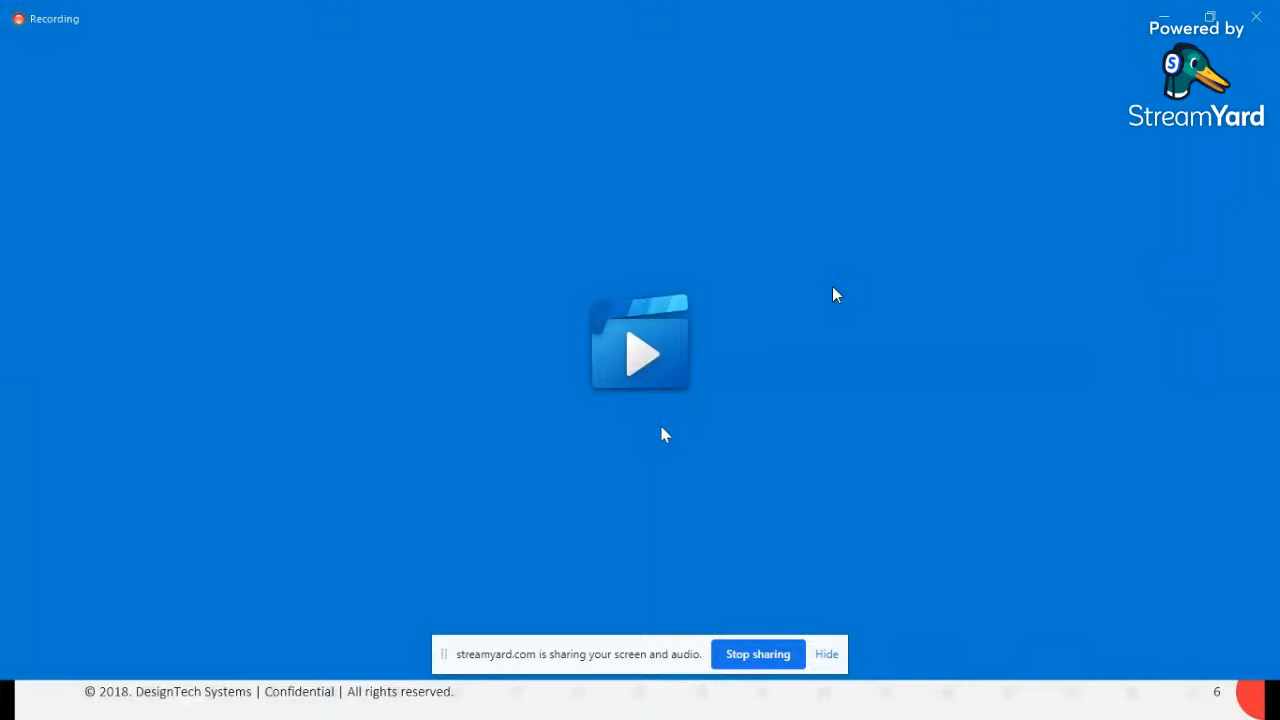 Recording
Powered by
S
StreamYard
streamyard.com is sharing your screen and audio.
Stop sharing
Hide
© 2018. DesignTech Systems | Confidential | All rights reserved.
6